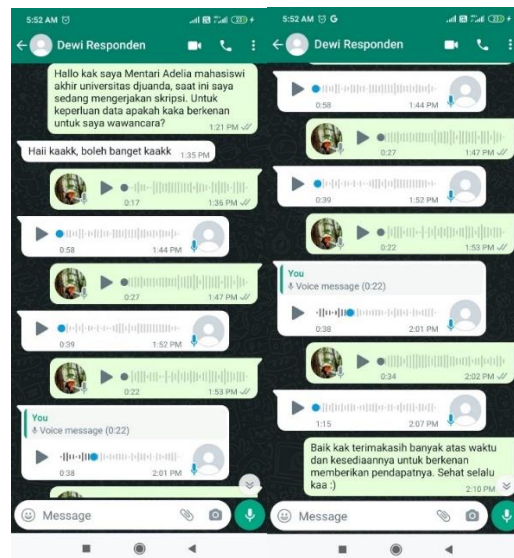 5:52 AM
Dewi Responden
Hallo kak saya Mentari Adelia mahasiswi
akhir universitas djuanda, saat ini saya
sedang mengerjakan skripsi. Untuk
keperluan data apakah kaka berkenan
untuk saya wawancara?
1:21 PM
Haii kaakk, boleh banget kaakk
1:35 PM
0:17
1:36 PM
0:58
1:44 PM
0:27
1:47 PM
0:39
1:52 PM
0:22
1:53 PM
You
Voice message (0:22)
0:38
2:01 PM
Message
5:52 AM G
Dewi Responden
0:58
1:44 PM
0:27
1:47 PM
0:39
1:52 PM
0:22
1:53 PM
You
Voice message (0:22)
0:38
2:01 PM
0:34
2:02 PM
1:15
2:07 PM
Baik kak terimakasih banyak atas waktu
dan kesediaannya untuk berkenan
memberikan pendapatnya. Sehat selalu
kaa :)
2:10 PM
Message